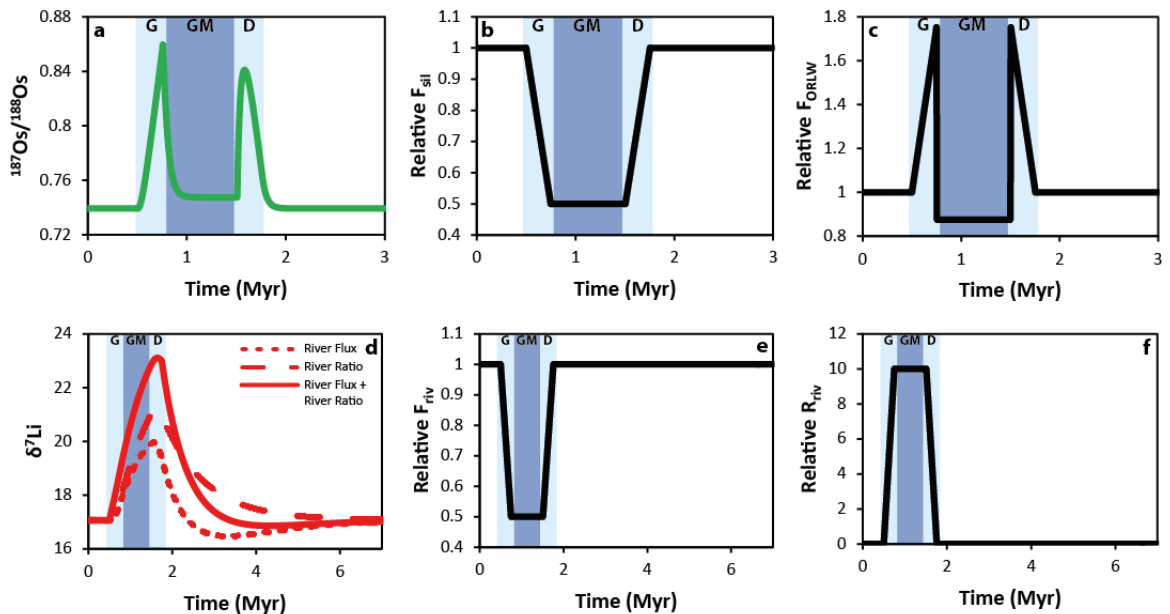 a
G GM D
0.88
0.84
0.8
0.76
0.72
¹⁸⁷Os/¹⁸⁸Os
0 1 2 3
Time (Myr)
b
G GM D
1.1
1
0.9
0.8
0.7
0.6
0.5
0.4
Relative Fsil
0 1 2 3
Time (Myr)
c
G GM D
1.8
1.6
1.4
1.2
1
0.8
Relative FORLW
0 1 2 3
Time (Myr)
d
G GM D
River Flux
River Ratio
River Flux +
River Ratio
24
22
20
18
16
δ⁷Li
0 2 4 6
Time (Myr)
e
G GM D
1.1
1
0.9
0.8
0.7
0.6
0.5
0.4
Relative Friv
0 2 4 6
Time (Myr)
f
G GM D
12
10
8
6
4
2
0
Relative Rriv
0 2 4 6
Time (Myr)